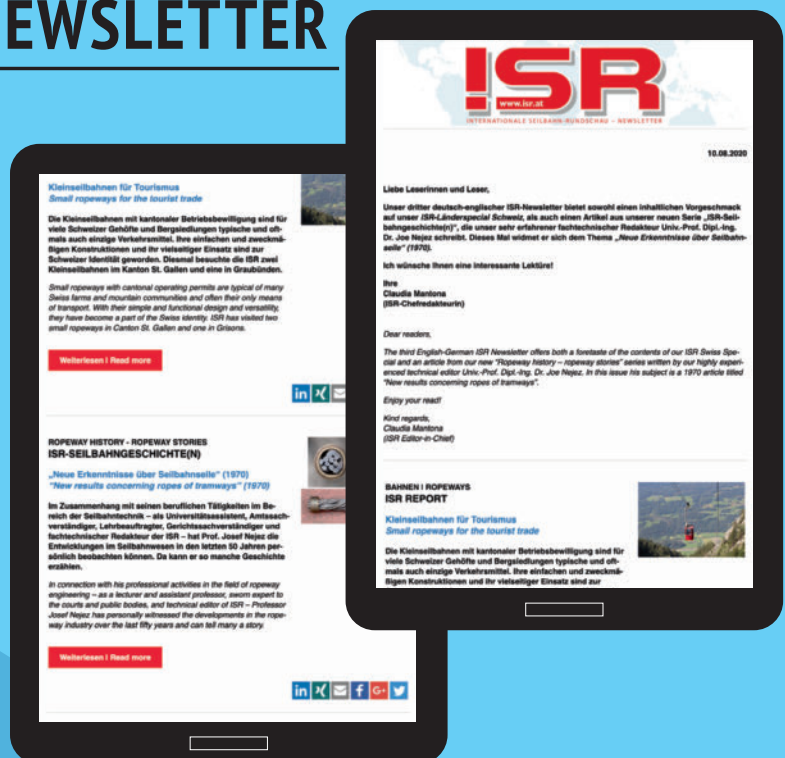 EWSLETTER
Kleinseilbahnen für Tourismus
Small ropeways for the tourist trade
Die Kleinseilbahnen mit kantonaler Betriebsbewilligung sind für
viele Schweizer Gehöfte und Bergsiedlungen typische und oft-
mals auch einzige Verkehrsmittel. Ihre einfachen und zweckmä-
ßigen Konstruktionen und ihr vielseitiger Einsatz sind zur
Schweizer Identität geworden. Diesmal besuchte die ISR zwei
Kleinseilbahnen im Kanton St. Gallen und eine in Graubünden.
Small ropeways with cantonal operating permits are typical of many
Swiss farms and mountain communities and often their only means
of transport. With their simple and functional design and versatility,
they have become a part of the Swiss identity. ISR has visited two
small ropeways in Canton St. Gallen and one in Grisons.
Weiterlesen | Read more
ROPEWAY HISTORY - ROPEWAY STORIES
ISR-SEILBAHNGESCHICHTE(N)
„Neue Erkenntnisse über Seilbahnseile" (1970)
"New results concerning ropes of tramways" (1970)
Im Zusammenhang mit seinen beruflichen Tätigkeiten im Be-
reich der Seilbahntechnik – als Universitätsassistent, Amtssach-
verständiger, Lehrbeauftragter, Gerichtssachverständiger und
fachtechnischer Redakteur der ISR – hat Prof. Josef Nejez die
Entwicklungen im Seilbahnwesen in den letzten 50 Jahren per-
sönlich beobachten können. Da kann er so manche Geschichte
erzählen.
In connection with his professional activities in the field of ropeway
engineering – as a lecturer and assistant professor, sworn expert to
the courts and public bodies, and technical editor of ISR – Professor
Josef Nejez has personally witnessed the developments in the rope-
way industry over the last fifty years and can tell many a story.
Weiterlesen | Read more
ISR
www.isr.at
INTERNATIONALE SEILBAHN-RUNDSCHAU – NEWSLETTER
10.08.2020
Liebe Leserinnen und Leser,
Unser dritter deutsch-englischer ISR-Newsletter bietet sowohl einen inhaltlichen Vorgeschmack
auf unser ISR-Länderspecial Schweiz, als auch einen Artikel aus unserer neuen Serie „ISR-Seil-
bahngeschichte(n)", die unser sehr erfahrener fachtechnischer Redakteur Univ.-Prof. Dipl.-Ing.
Dr. Joe Nejez schreibt. Dieses Mal widmet er sich dem Thema „Neue Erkenntnisse über Seilbahn-
seile" (1970).
Ich wünsche Ihnen eine interessante Lektüre!
Ihre
Claudia Mantona
(ISR-Chefredakteurin)
Dear readers,
The third English-German ISR Newsletter offers both a foretaste of the contents of our ISR Swiss Spe-
cial and an article from our new "Ropeway history – ropeway stories" series written by our highly experi-
enced technical editor Univ.-Prof. Dipl.-Ing. Dr. Joe Nejez. In this issue his subject is a 1970 article titled
"New results concerning ropes of tramways".
Enjoy your read!
Kind regards,
Claudia Mantona
(ISR Editor-in-Chief)
BAHNEN | ROPEWAYS
ISR REPORT
Kleinseilbahnen für Tourismus
Small ropeways for the tourist trade
Die Kleinseilbahnen mit kantonaler Betriebsbewilligung sind für
viele Schweizer Gehöfte und Bergsiedlungen typische und oft-
mals auch einzige Verkehrsmittel. Ihre einfachen und zweckmä-
ßigen Konstruktionen und ihr vielseitiger Einsatz sind zur